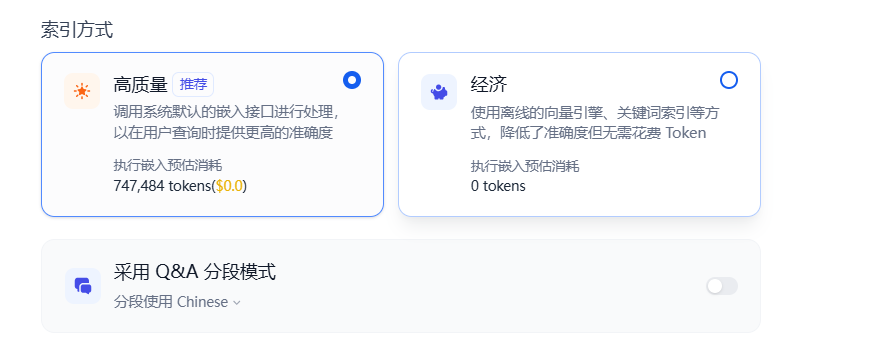 索引方式
高质量 推荐
调用系统默认的嵌入接口进行处理，
以在用户查询时提供更高的准确度
执行嵌入预估消耗
747,484 tokens($0.0)
经济
使用离线的向量引擎、关键词索引等方
式，降低了准确度但无需花费 Token
执行嵌入预估消耗
0 tokens
采用 Q&A 分段模式
分段使用 Chinese